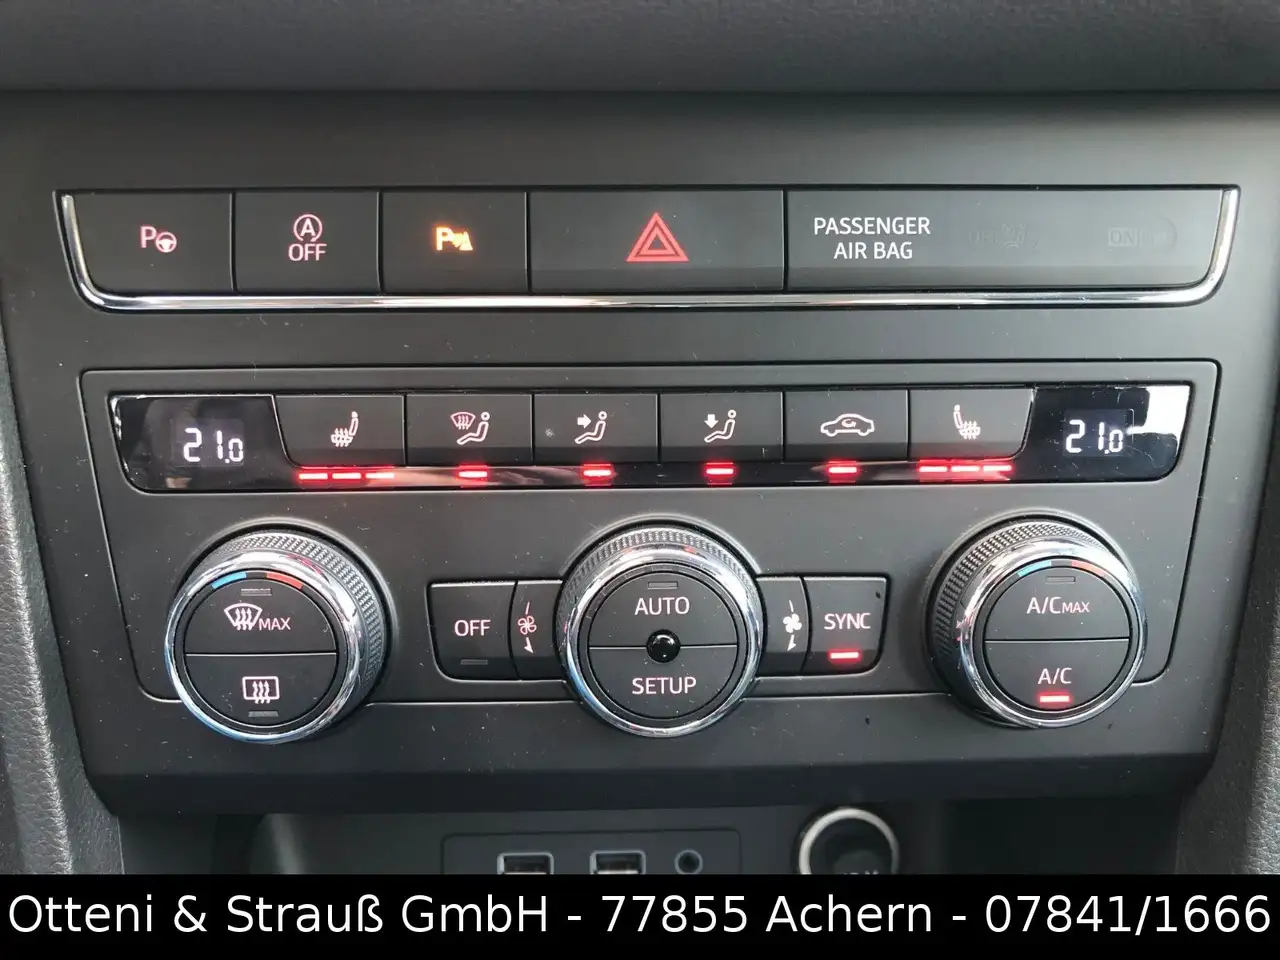 P
A
OFF
P
PASSENGER
AIR BAG
21.0
21.0
MAX
OFF
AUTO
SETUP
SYNC
A/C MAX
A/C
Otteni & Strauß GmbH - 77855 Achern - 07841/1666